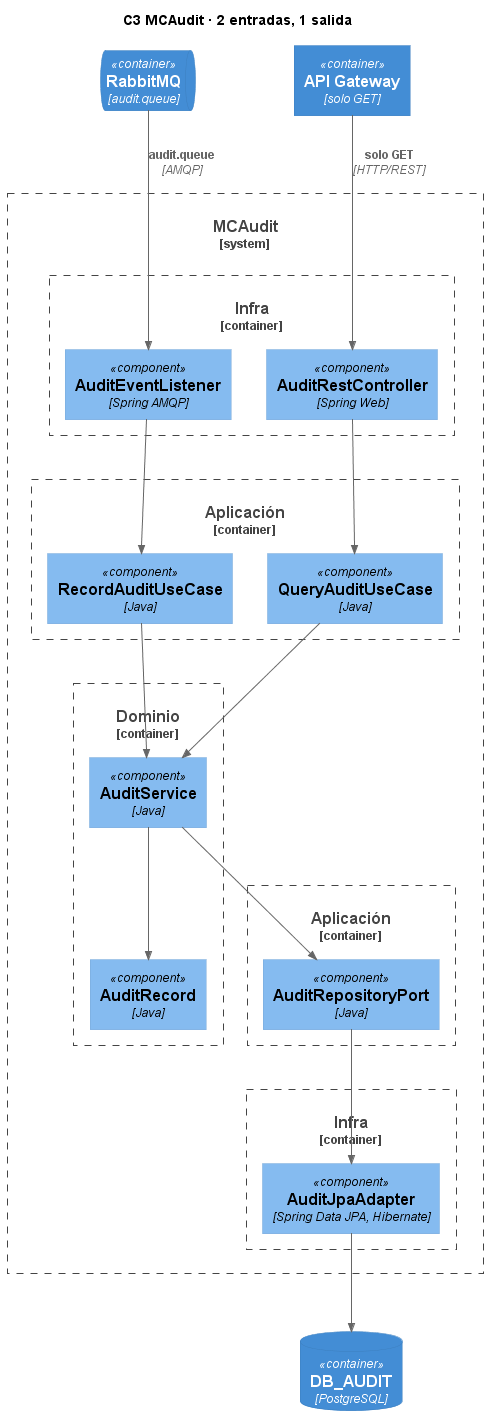 C3 MCAudit · 2 entradas, 1 salida
«container»
RabbitMQ
[audit.queue]
«container»
API Gateway
[solo GET]
audit.queue
[AMQP]
solo GET
[HTTP/REST]
MCAudit
[system]
Infra
[container]
«component»
AuditEventListener
[Spring AMQP]
«component»
AuditRestController
[Spring Web]
Aplicación
[container]
«component»
RecordAuditUseCase
[Java]
«component»
QueryAuditUseCase
[Java]
Dominio
[container]
«component»
AuditService
[Java]
Aplicación
[container]
«component»
AuditRecord
[Java]
«component»
AuditRepositoryPort
[Java]
Infra
[container]
«component»
AuditJpaAdapter
[Spring Data JPA, Hibernate]
«container»
DB_AUDIT
[PostgreSQL]